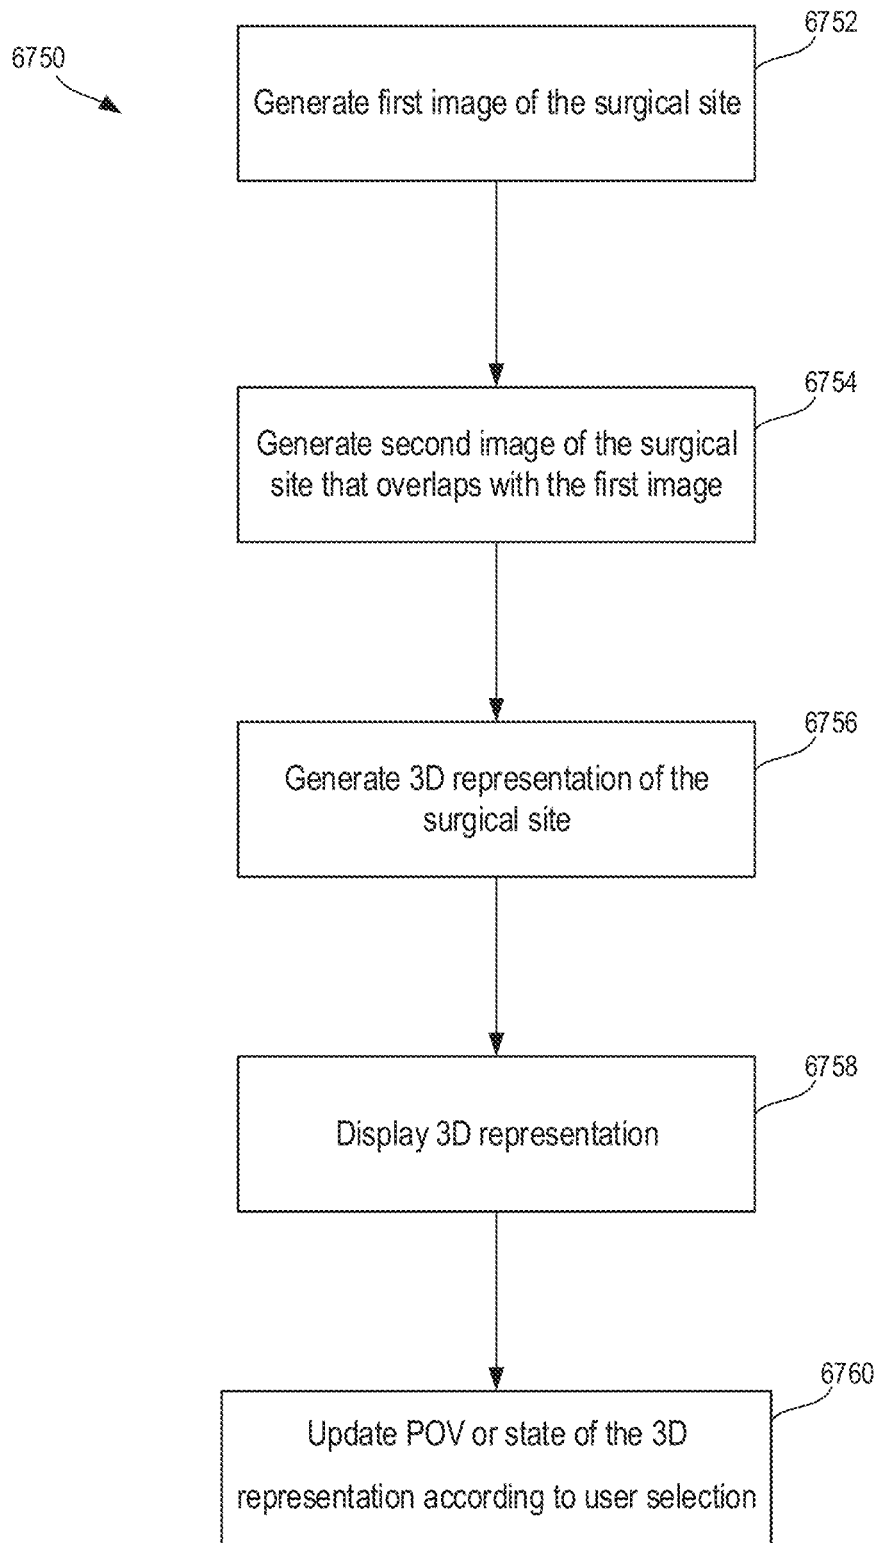 6750
6752
Generate first image of the surgical site
6754
Generate second image of the surgical
site that overlaps with the first image
6756
Generate 3D representation of the
surgical site
6758
Display 3D representation
6760
Update POV or state of the 3D
representation according to user selection